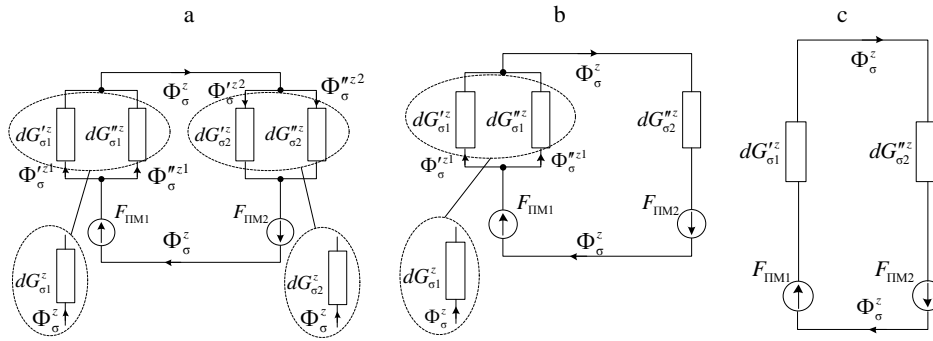 a
b
c
Φσᶻ
Φ′σᶻ²
Φ″σᶻ²
dG′σ1ᶻ
dG″σ1ᶻ
dG′σ2ᶻ
dG″σ2ᶻ
Φ′σᶻ¹
Φ″σᶻ¹
FПМ1
FПМ2
Φσᶻ
dGσ1ᶻ
Φσᶻ
dGσ2ᶻ
Φσᶻ
Φσᶻ
dG′σ1ᶻ
dG″σ1ᶻ
dG″σ2ᶻ
Φ′σᶻ¹
Φ″σᶻ¹
FПМ1
FПМ2
Φσᶻ
dGσ1ᶻ
Φσᶻ
Φσᶻ
dG′σ1ᶻ
dG″σ2ᶻ
FПМ1
FПМ2
Φσᶻ